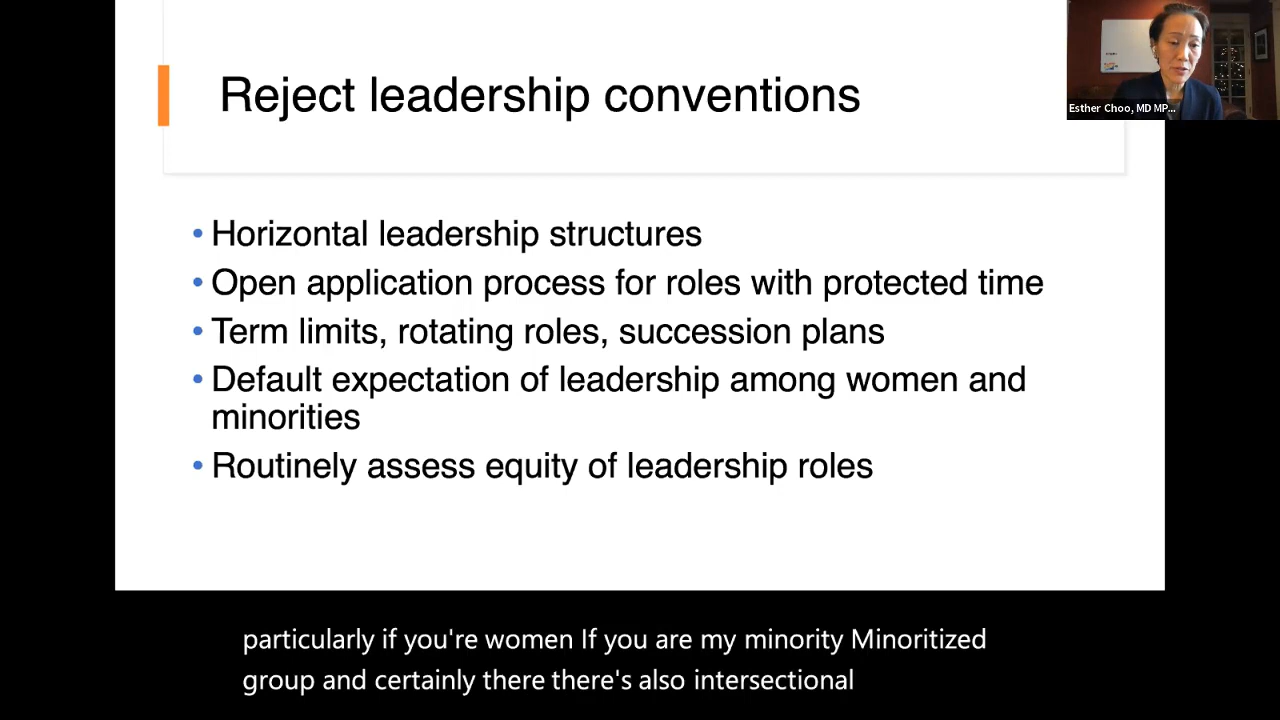 Reject leadership conventions
Esther Choo, MD MP...
• Horizontal leadership structures
• Open application process for roles with protected time
• Term limits, rotating roles, succession plans
• Default expectation of leadership among women and
minorities
• Routinely assess equity of leadership roles
particularly if you're women If you are my minority Minoritized
group and certainly there there's also intersectional